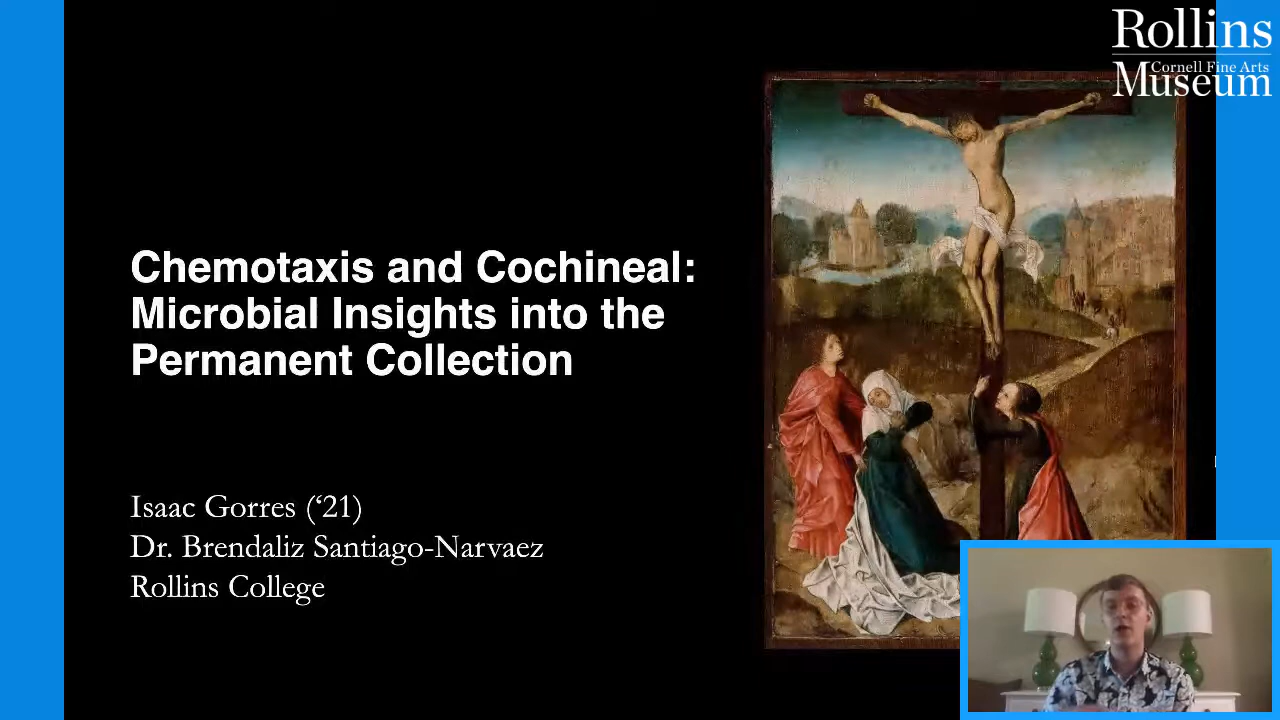 Rollins
Cornell Fine Arts
Museum
Chemotaxis and Cochineal:
Microbial Insights into the
Permanent Collection
Isaac Gorres (‘21)
Dr. Brendaliz Santiago-Narvaez
Rollins College